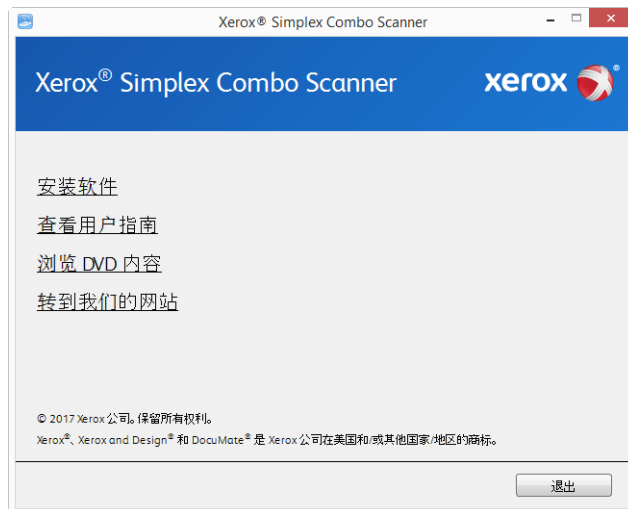 Xerox® Simplex Combo Scanner
Xerox® Simplex Combo Scanner
xerox®
安装软件
查看用户指南
浏览 DVD 内容
转到我们的网站
© 2017 Xerox 公司。保留所有权利。
Xerox®、Xerox and Design® 和 DocuMate® 是 Xerox 公司在美国和/或其他国家/地区的商标。
退出